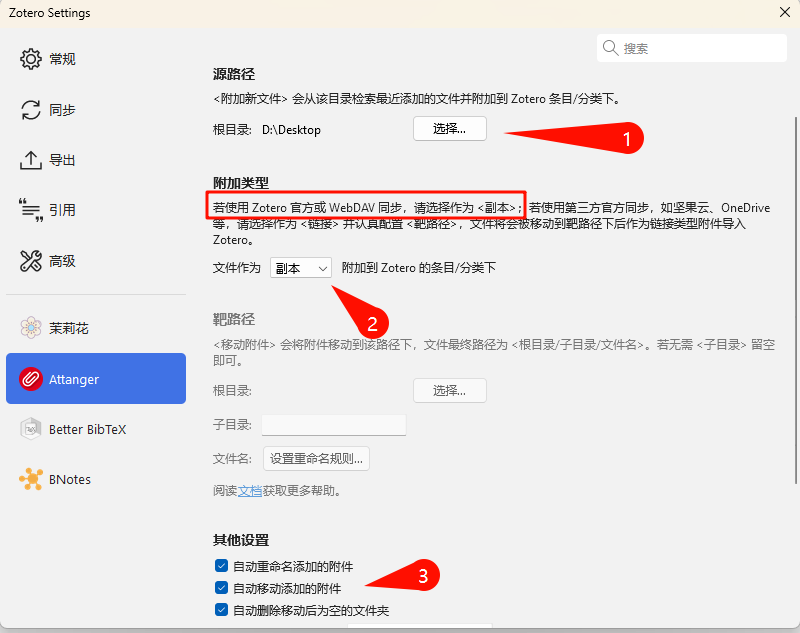 Zotero Settings
搜索
常规
同步
导出
引用
高级
茉莉花
Attanger
Better BibTeX
BNotes
源路径
<附加新文件> 会从该目录检索最近添加的文件并附加到 Zotero 条目/分类下。
根目录: D:\Desktop 选择...
1
附加类型
若使用 Zotero 官方或 WebDAV 同步，请选择作为 <副本>；若使用第三方官方同步，如坚果云、OneDrive
等，请选择作为 <链接> 并认真配置 <靶路径>，文件将会被移动到靶路径下后作为链接类型附件导入
Zotero。
文件作为 副本 附加到 Zotero 的条目/分类下
2
靶路径
<移动附件> 会将附件移动到该路径下，文件最终路径为 <根目录/子目录/文件名>。若无需 <子目录> 留空
即可。
根目录: 选择...
子目录:
文件名: 设置重命名规则...
阅读文档获取更多帮助。
其他设置
自动重命名添加的附件
自动移动添加的附件
3
自动删除移动后为空的文件夹